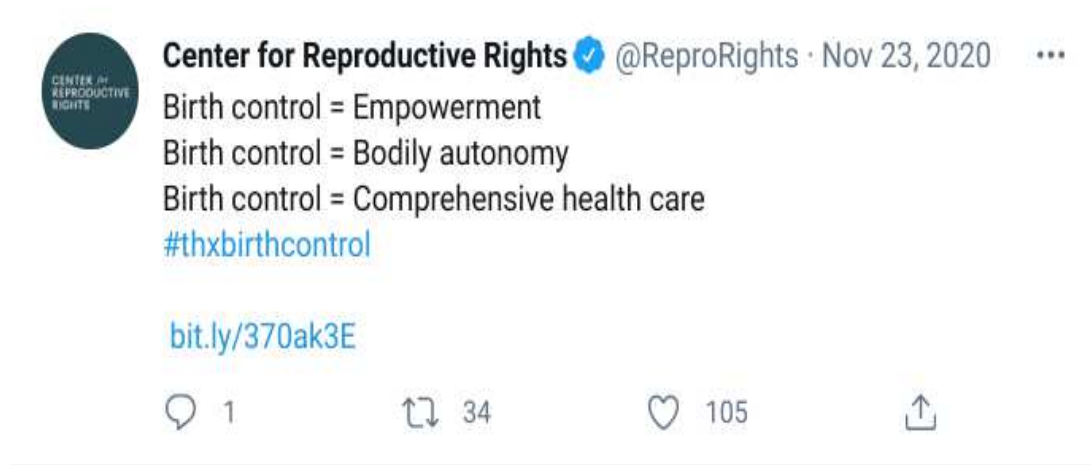 CENTER for
REPRODUCTIVE
RIGHTS
Center for Reproductive Rights @ReproRights · Nov 23, 2020
Birth control = Empowerment
Birth control = Bodily autonomy
Birth control = Comprehensive health care
#thxbirthcontrol
bit.ly/370ak3E
1 34 105